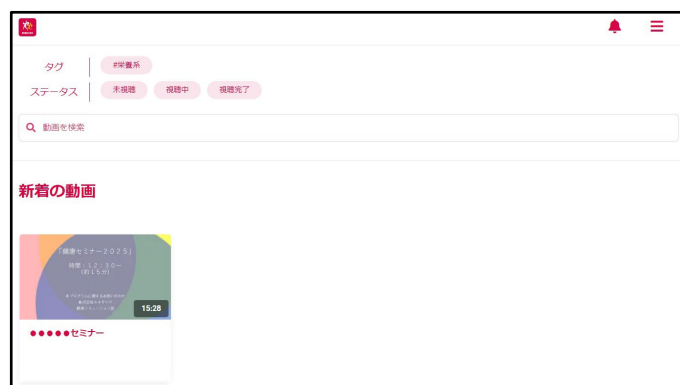 タグ
#栄養系
ステータス
未視聴
視聴中
視聴完了
動画を検索
新着の動画
「健康セミナー2025」
時間：12：30～
(約15分)
15:28
●●●●●セミナー